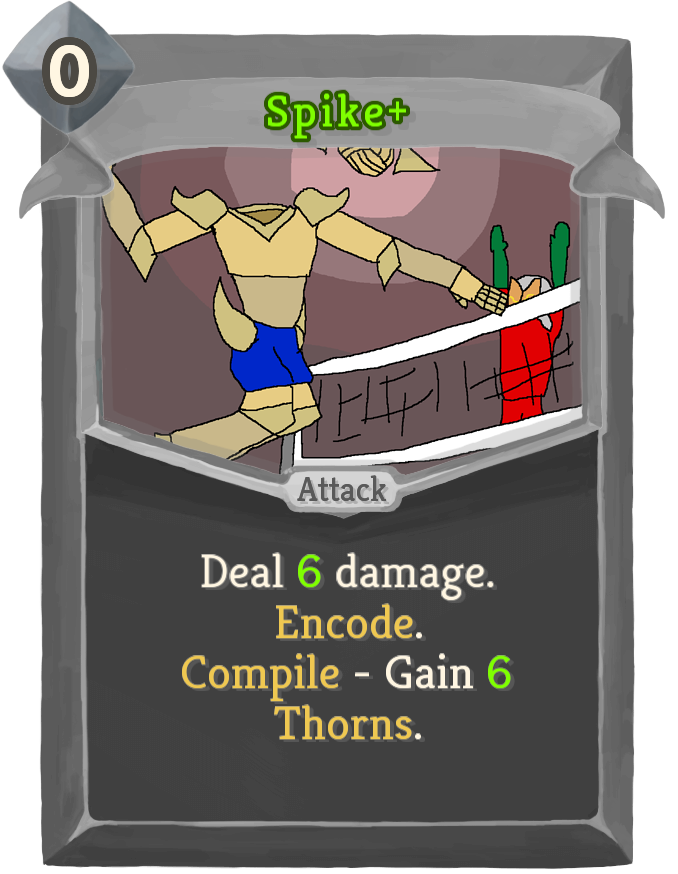 0
Spike+
Attack
Deal 6 damage.
Encode.
Compile - Gain 6
Thorns.